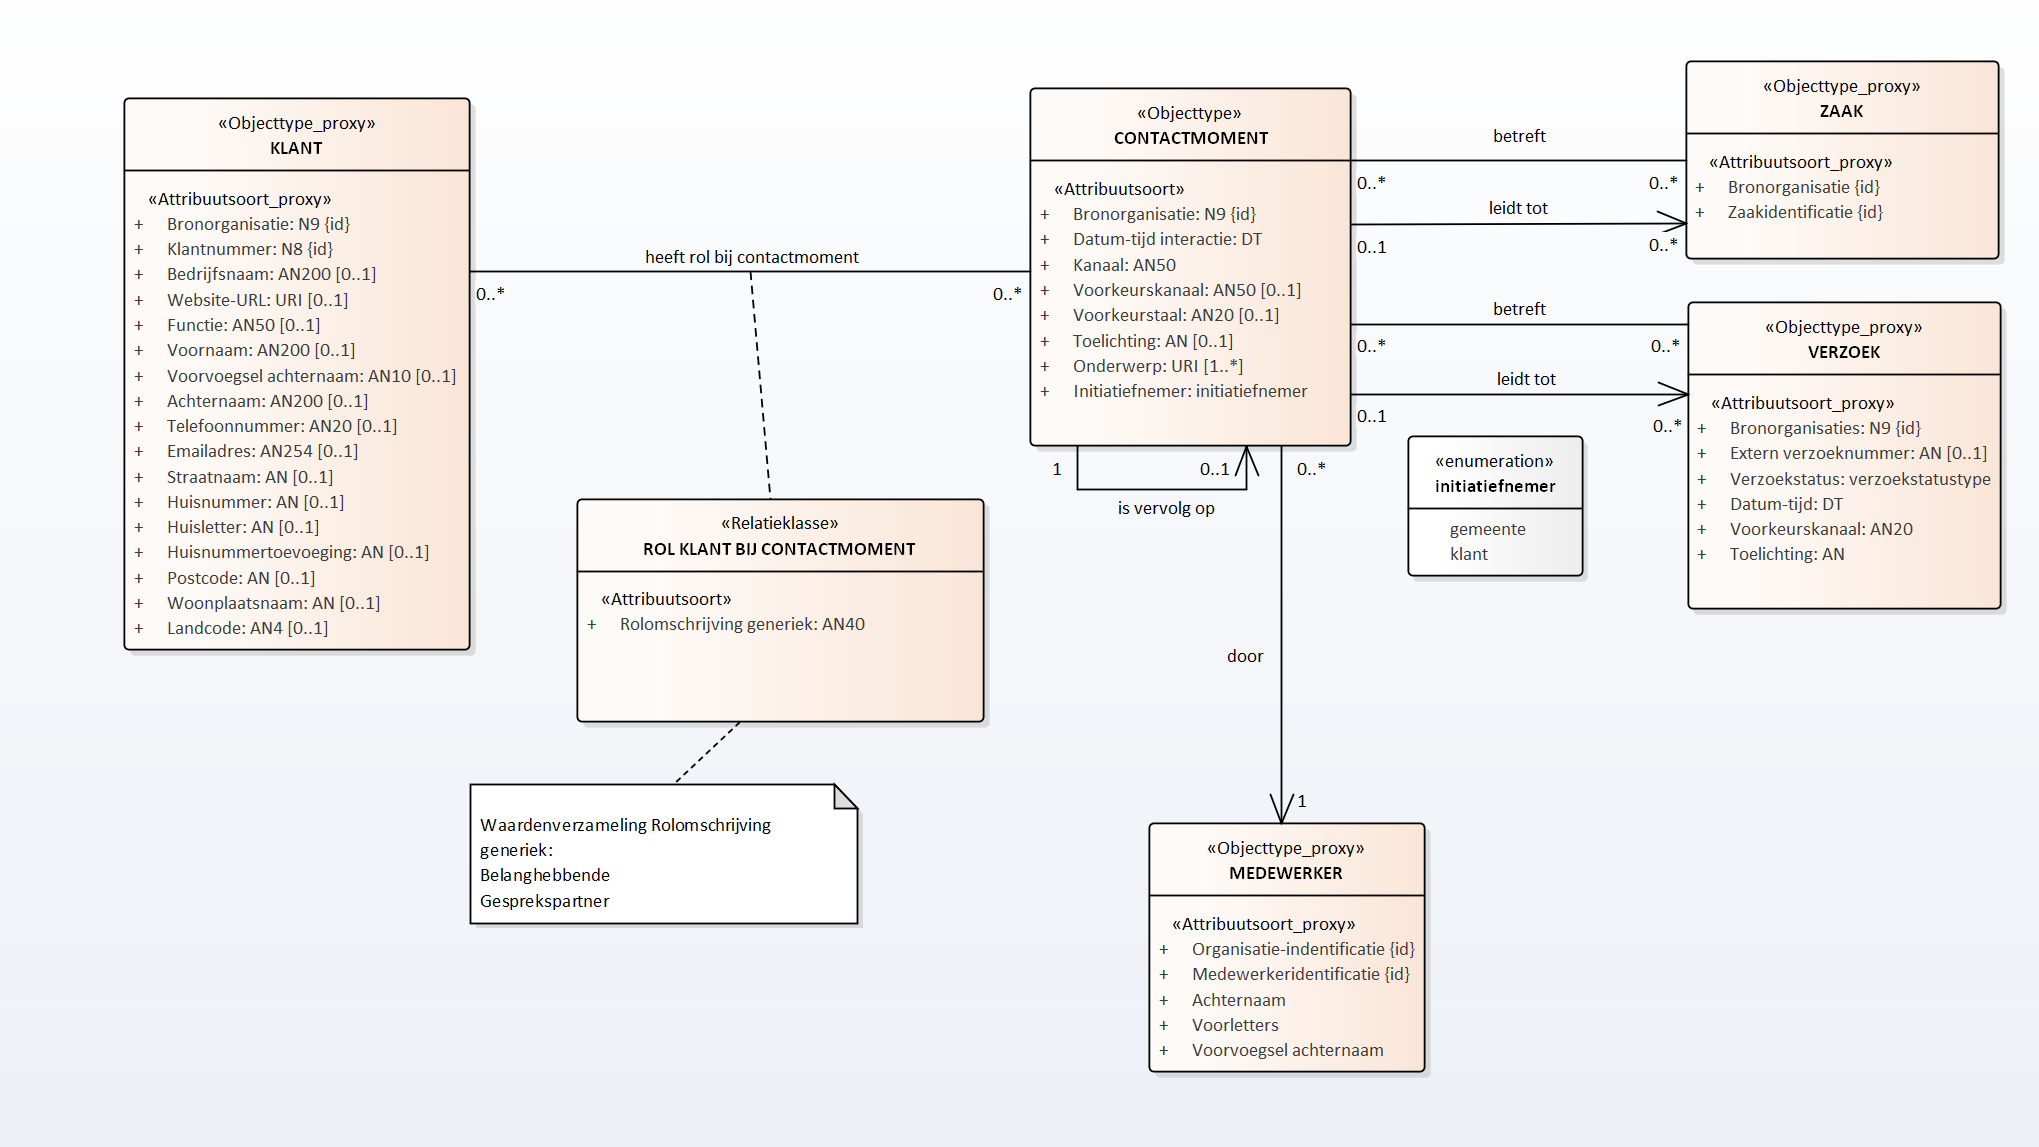 «Objecttype_proxy»
KLANT
«Attribuutsoort_proxy»
+ Bronorganisatie: N9 {id}
+ Klantnummer: N8 {id}
+ Bedrijfsnaam: AN200 [0..1]
+ Website-URL: URI [0..1]
+ Functie: AN50 [0..1]
+ Voornaam: AN200 [0..1]
+ Voorvoegsel achternaam: AN10 [0..1]
+ Achternaam: AN200 [0..1]
+ Telefoonnummer: AN20 [0..1]
+ Emailadres: AN254 [0..1]
+ Straatnaam: AN [0..1]
+ Huisnummer: AN [0..1]
+ Huisletter: AN [0..1]
+ Huisnummertoevoeging: AN [0..1]
+ Postcode: AN [0..1]
+ Woonplaatsnaam: AN [0..1]
+ Landcode: AN4 [0..1]
heeft rol bij contactmoment
0..*
0..*
«Relatieklasse»
ROL KLANT BIJ CONTACTMOMENT
«Attribuutsoort»
+ Rolomschrijving generiek: AN40
Waardenverzameling Rolomschrijving
generiek:
Belanghebbende
Gesprekspartner
«Objecttype»
CONTACTMOMENT
«Attribuutsoort»
+ Bronorganisatie: N9 {id}
+ Datum-tijd interactie: DT
+ Kanaal: AN50
+ Voorkeurskanaal: AN50 [0..1]
+ Voorkeurstaal: AN20 [0..1]
+ Toelichting: AN [0..1]
+ Onderwerp: URI [1..*]
+ Initiatiefnemer: initiatiefnemer
1
0..1
is vervolg op
0..*
door
1
«Objecttype_proxy»
MEDEWERKER
«Attribuutsoort_proxy»
+ Organisatie-indentificatie {id}
+ Medewerkeridentificatie {id}
+ Achternaam
+ Voorletters
+ Voorvoegsel achternaam
betreft
0..*
0..*
leidt tot
0..1
0..*
betreft
0..*
0..*
leidt tot
0..1
0..*
«enumeration»
initiatiefnemer
gemeente
klant
«Objecttype_proxy»
ZAAK
«Attribuutsoort_proxy»
+ Bronorganisatie {id}
+ Zaakidentificatie {id}
«Objecttype_proxy»
VERZOEK
«Attribuutsoort_proxy»
+ Bronorganisaties: N9 {id}
+ Extern verzoeknummer: AN [0..1]
+ Verzoekstatus: verzoekstatustype
+ Datum-tijd: DT
+ Voorkeurskanaal: AN20
+ Toelichting: AN